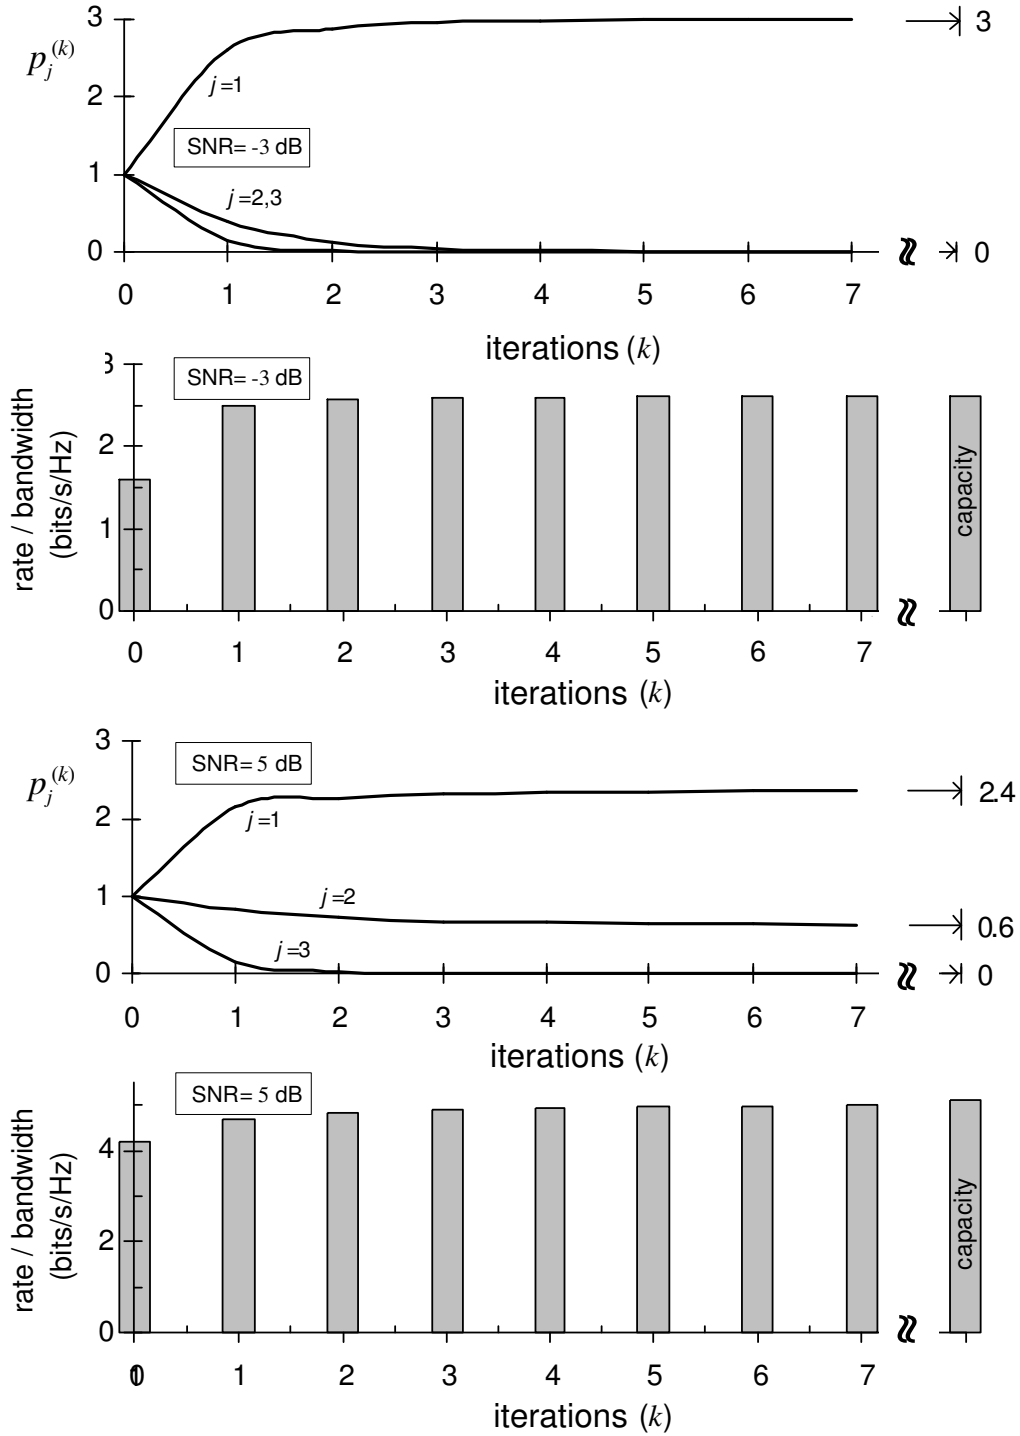 3
p_j^(k)
2
1
0
j=1
SNR= -3 dB
j=2,3
3
0
0 1 2 3 4 5 6 7
iterations (k)
rate / bandwidth
(bits/s/Hz)
3
2
1
0
SNR= -3 dB
capacity
0 1 2 3 4 5 6 7
iterations (k)
3
p_j^(k)
2
1
0
SNR= 5 dB
j=1
j=2
j=3
2.4
0.6
0
0 1 2 3 4 5 6 7
iterations (k)
rate / bandwidth
(bits/s/Hz)
4
2
0
SNR= 5 dB
capacity
0 1 2 3 4 5 6 7
iterations (k)